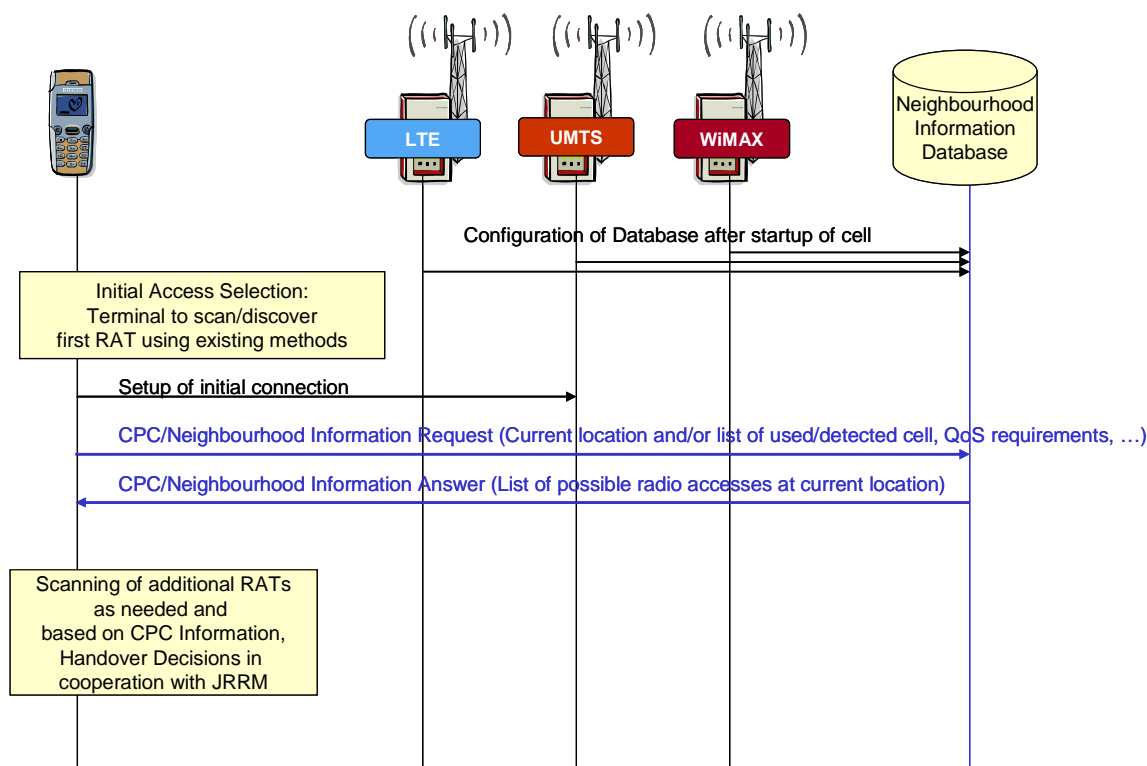 LTE
UMTS
WiMAX
Neighbourhood
Information
Database
Configuration of Database after startup of cell
Initial Access Selection:
Terminal to scan/discover
first RAT using existing methods
Setup of initial connection
CPC/Neighbourhood Information Request (Current location and/or list of used/detected cell, QoS requirements, …)
CPC/Neighbourhood Information Answer (List of possible radio accesses at current location)
Scanning of additional RATs
as needed and
based on CPC Information,
Handover Decisions in
cooperation with JRRM